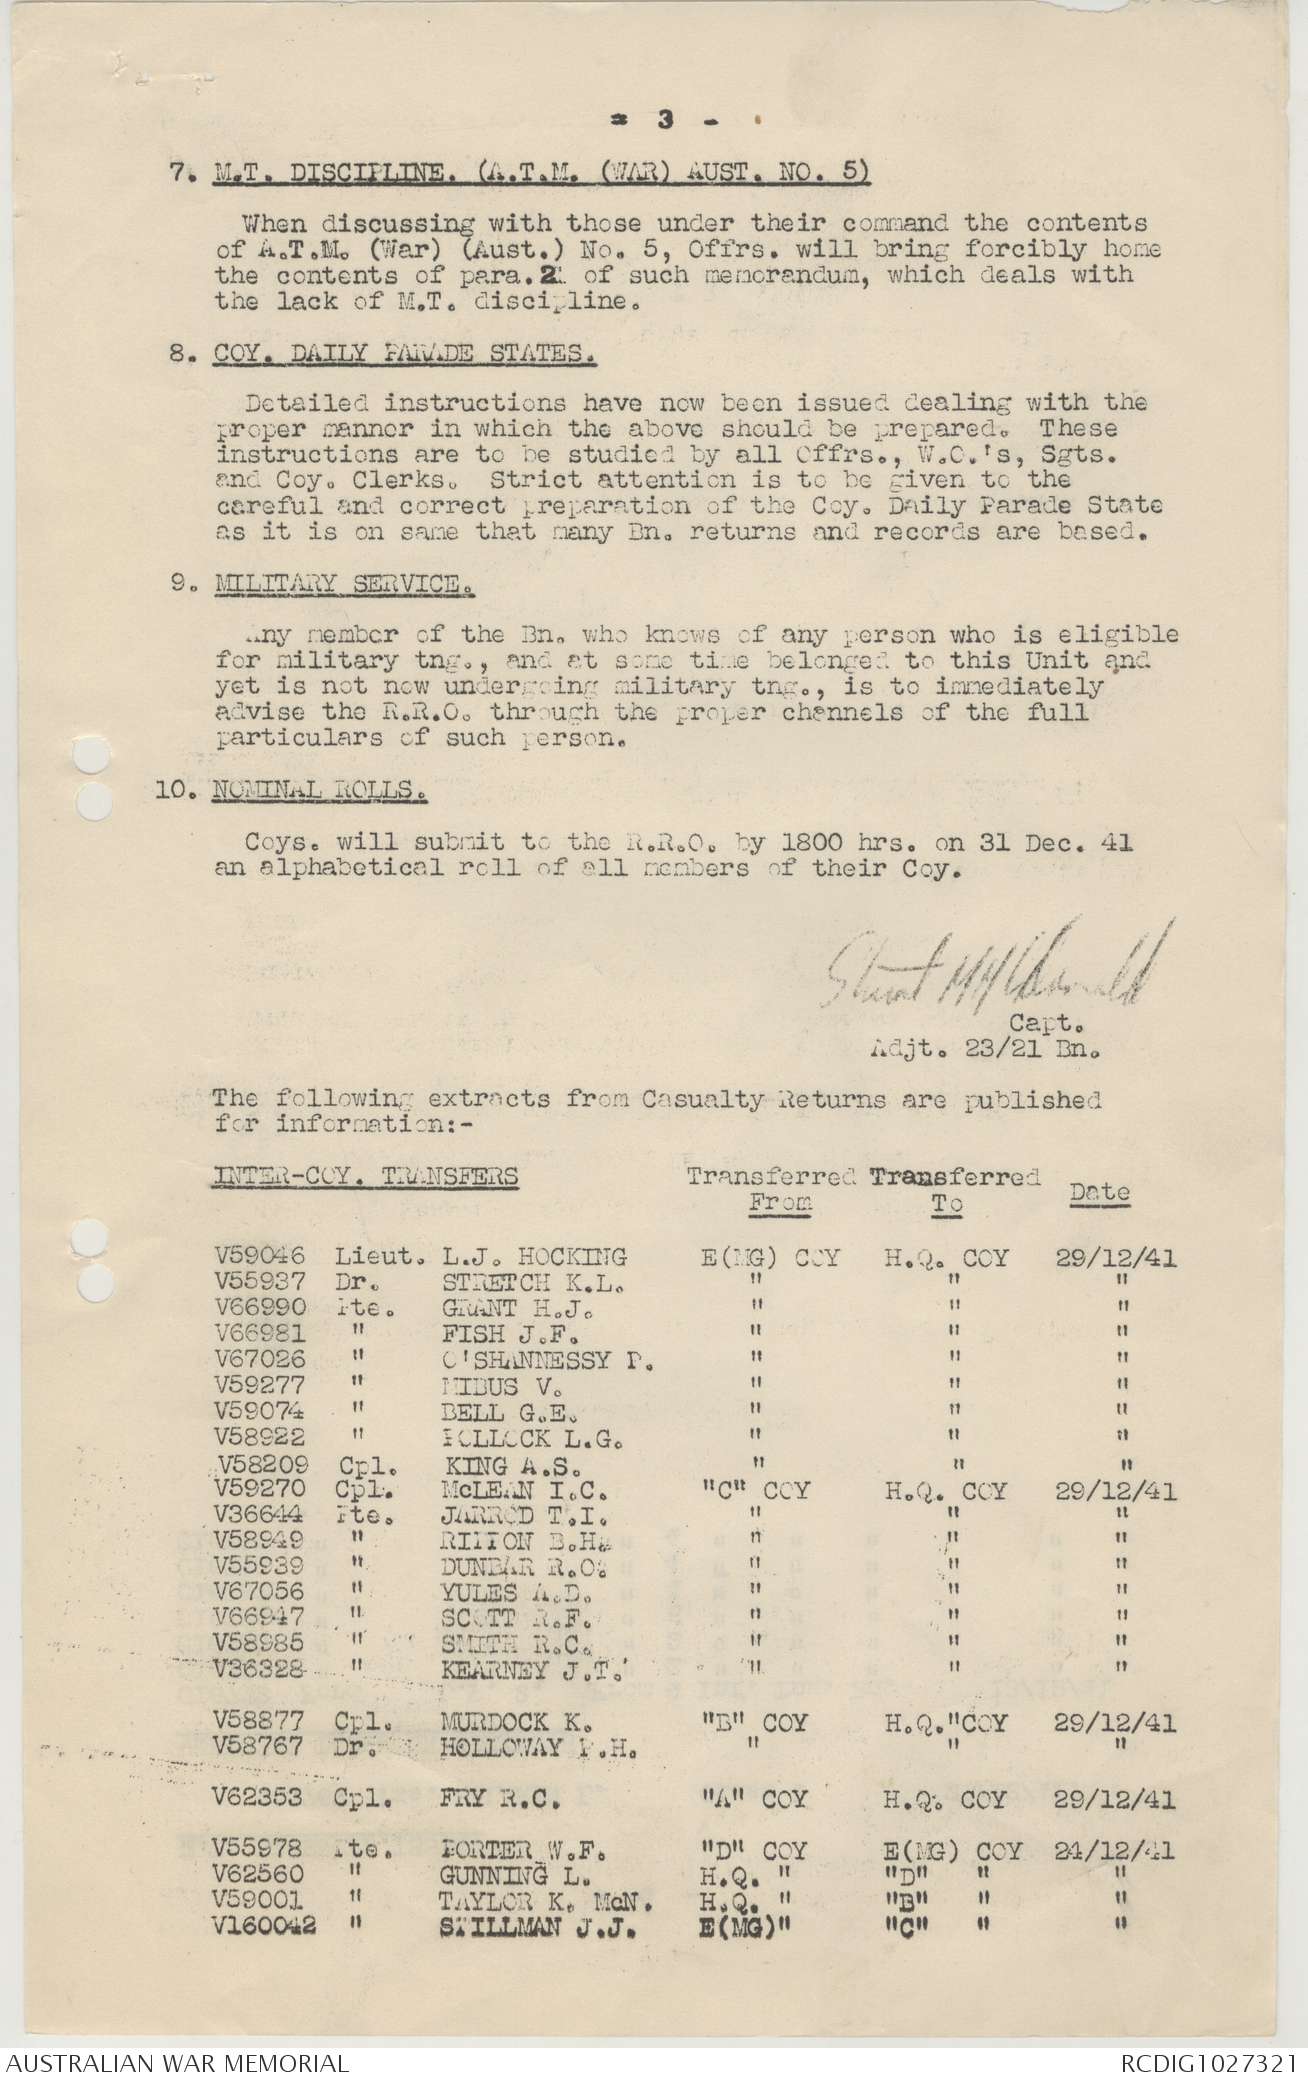 - 3 -
7. M.T. DISCIPLINE. (A.T.M. (WAR) AUST. NO. 5)
When discussing with those under their command the contents
of A.T.M. (War) (Aust.) No. 5, Offrs. will bring forcibly home
the contents of para. of such memorandum, which deals with
the lack of M.T. discipline.
8. COY. DAILY PARADE STATES.
Detailed instructions have now been issued dealing with the
proper manner in which the above should be prepared. These
instructions are to be studied by all Offrs., W.O.'s, Sgts.
and Coy. Clerks. Strict attention is to be given to the
careful and correct preparation of the Coy. Daily Parade State
as it is on same that many Bn. returns and records are based.
9. MILITARY SERVICE.
Any member of the Bn. who knows of any person who is eligible
for military tng., and at some time belonged to this Unit and
yet is not now undergoing military tng., is to immediately
advise the R.R.O. through the proper channels of the full
particulars of such person.
10. NOMINAL ROLLS.
Coys. will submit to the R.R.O. by 1800 hrs. on 31 Dec. 41
an alphabetical roll of all members of their Coy.
Capt.
Adjt. 23/21 Bn.
The following extracts from Casualty Returns are published
for information:-
INTER-COY. TRANSFERS Transferred From Transferred To Date
V59046 Lieut. L.J. HOCKING E(MG) COY H.Q. COY 29/12/41
V55937 Dr. STRETCH K.L. " " "
V66990 Pte. GRANT H.J. " " "
V66981 " FISH J.F. " " "
V67026 " O'SHANNESSY P. " " "
V59277 " MIBUS V. " " "
V59074 " BELL G.E. " " "
V58922 " POLLOCK L.G. " " "
V58209 Cpl. KING A.S. " " "
V59270 Cpl. McLEAN I.C. "C" COY H.Q. COY 29/12/41
V36644 Pte. JARROD T.I. " " "
V58949 " B.H. " " "
V55939 " DUNBAR R.O. " " "
V67056 " YULES A.D. " " "
V66947 " SCOTT R.F. " " "
V58985 " SMITH R.C. " " "
V36328 " KEARNEY J.T. " " "
V58877 Cpl. MURDOCK K. "B" COY H.Q."COY 29/12/41
V58767 Dr. HOLLOWAY P.H. " " "
V62353 Cpl. FRY R.C. "A" COY H.Q. COY 29/12/41
V55978 Pte. PORTER W.F. "D" COY E(MG) COY 24/12/41
V62560 " GUNNING L. H.Q. " "D" " "
V59001 " TAYLOR K. McN. H.Q. " "B" " "
V160042 " STILLMAN J.J. E(MG)" "C" " "
AUSTRALIAN WAR MEMORIAL RCDIG1027321